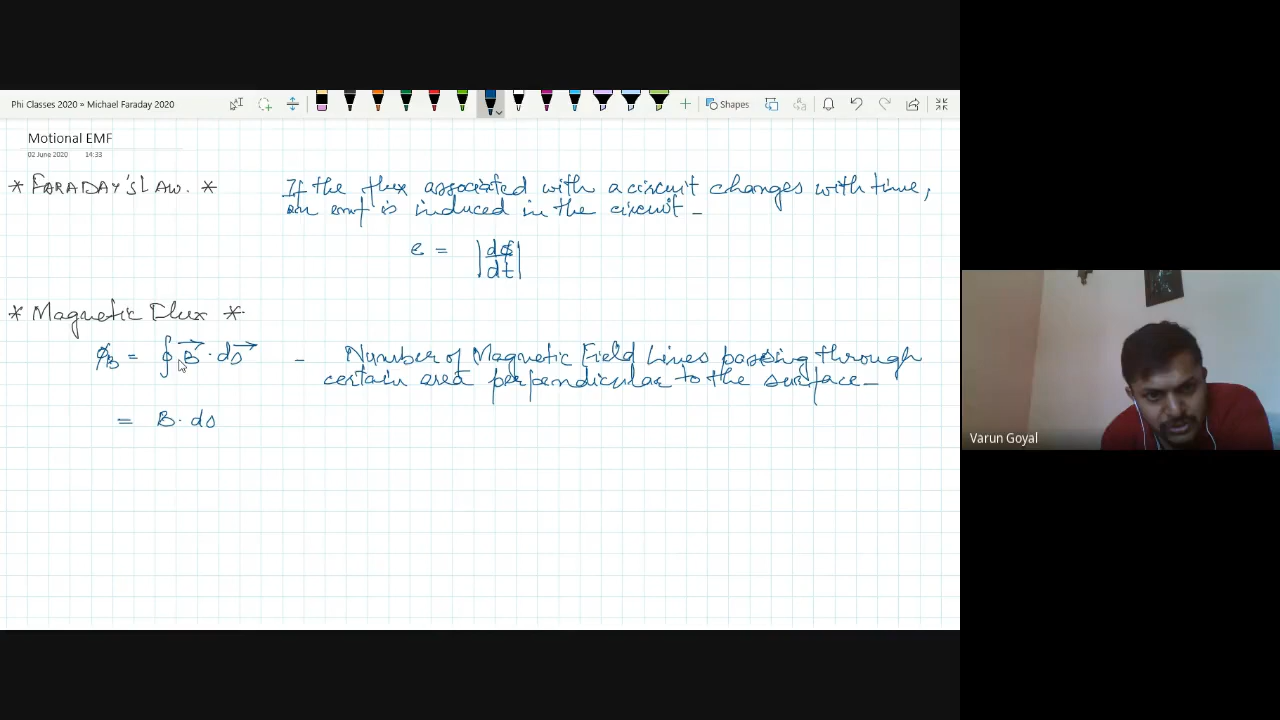 Phi Classes 2020 » Michael Faraday 2020
Shapes
Motional EMF
02 June 2020 14:33
* FARADAY'S LAW. *
If the flux associated with a circuit changes with time,
an emf is induced in the circuit -
e = |dφ/dt|
* Magnetic Flux *
φB = ∮ B⃗ · ds⃗ - Number of Magnetic Field Lines passing through
certain area perpendicular to the surface -
= B. ds
Varun Goyal